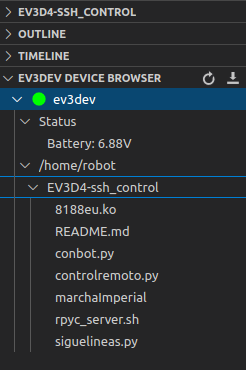 EV3D4-SSH_CONTROL
OUTLINE
TIMELINE
EV3DEV DEVICE BROWSER
ev3dev
Status
Battery: 6.88V
/home/robot
EV3D4-ssh_control
8188eu.ko
README.md
conbot.py
controlremoto.py
marchaImperial
rpyc_server.sh
siguelineas.py